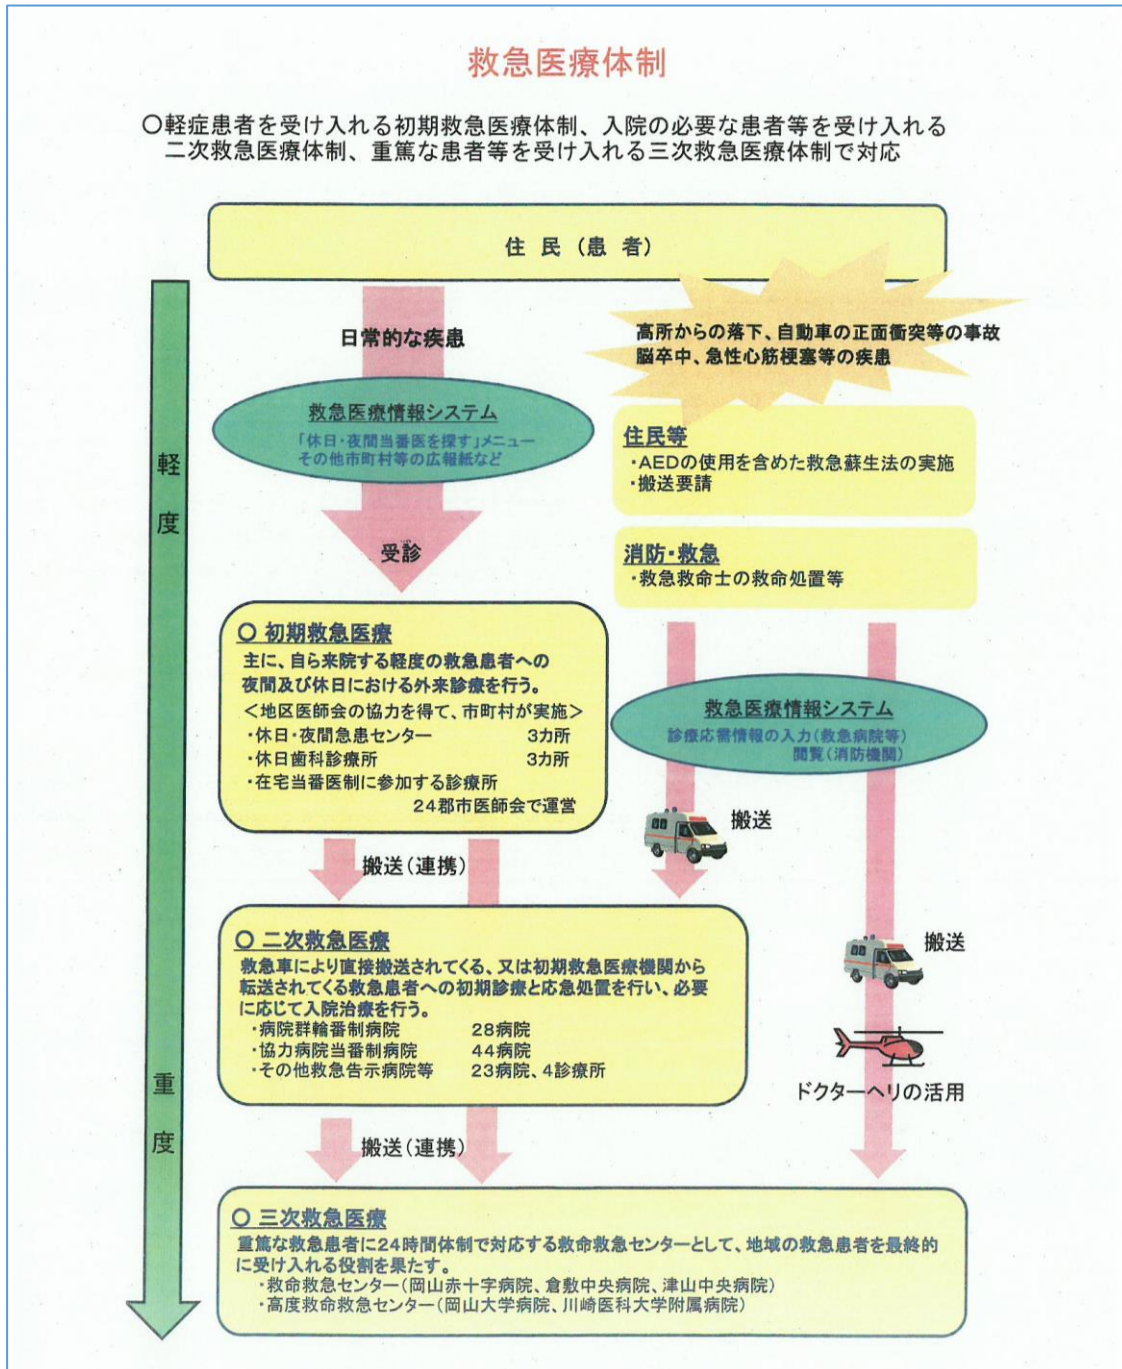 救急医療体制
○軽症患者を受け入れる初期救急医療体制、入院の必要な患者等を受け入れる
二次救急医療体制、重篤な患者等を受け入れる三次救急医療体制で対応
住民(患者)
軽度
重度
日常的な疾患
救急医療情報システム
「休日・夜間当番医を探す」メニュー
その他市町村等の広報紙など
受診
高所からの落下、自動車の正面衝突等の事故
脳卒中、急性心筋梗塞等の疾患
住民等
・AEDの使用を含めた救急蘇生法の実施
・搬送要請
消防・救急
・救急救命士の救命処置等
○ 初期救急医療
主に、自ら来院する軽度の救急患者への
夜間及び休日における外来診療を行う。
<地区医師会の協力を得て、市町村が実施>
・休日・夜間急患センター 3カ所
・休日歯科診療所 3カ所
・在宅当番医制に参加する診療所
24郡市医師会で運営
救急医療情報システム
診療応需情報の入力(救急病院等)
閲覧(消防機関)
搬送
搬送(連携)
○ 二次救急医療
救急車により直接搬送されてくる、又は初期救急医療機関から
転送されてくる救急患者への初期診療と応急処置を行い、必要
に応じて入院治療を行う。
・病院群輪番制病院 28病院
・協力病院当番制病院 44病院
・その他救急告示病院等 23病院、4診療所
搬送
ドクターヘリの活用
搬送(連携)
○ 三次救急医療
重篤な救急患者に24時間体制で対応する救命救急センターとして、地域の救急患者を最終的
に受け入れる役割を果たす。
・救命救急センター(岡山赤十字病院、倉敷中央病院、津山中央病院)
・高度救命救急センター(岡山大学病院、川崎医科大学附属病院)